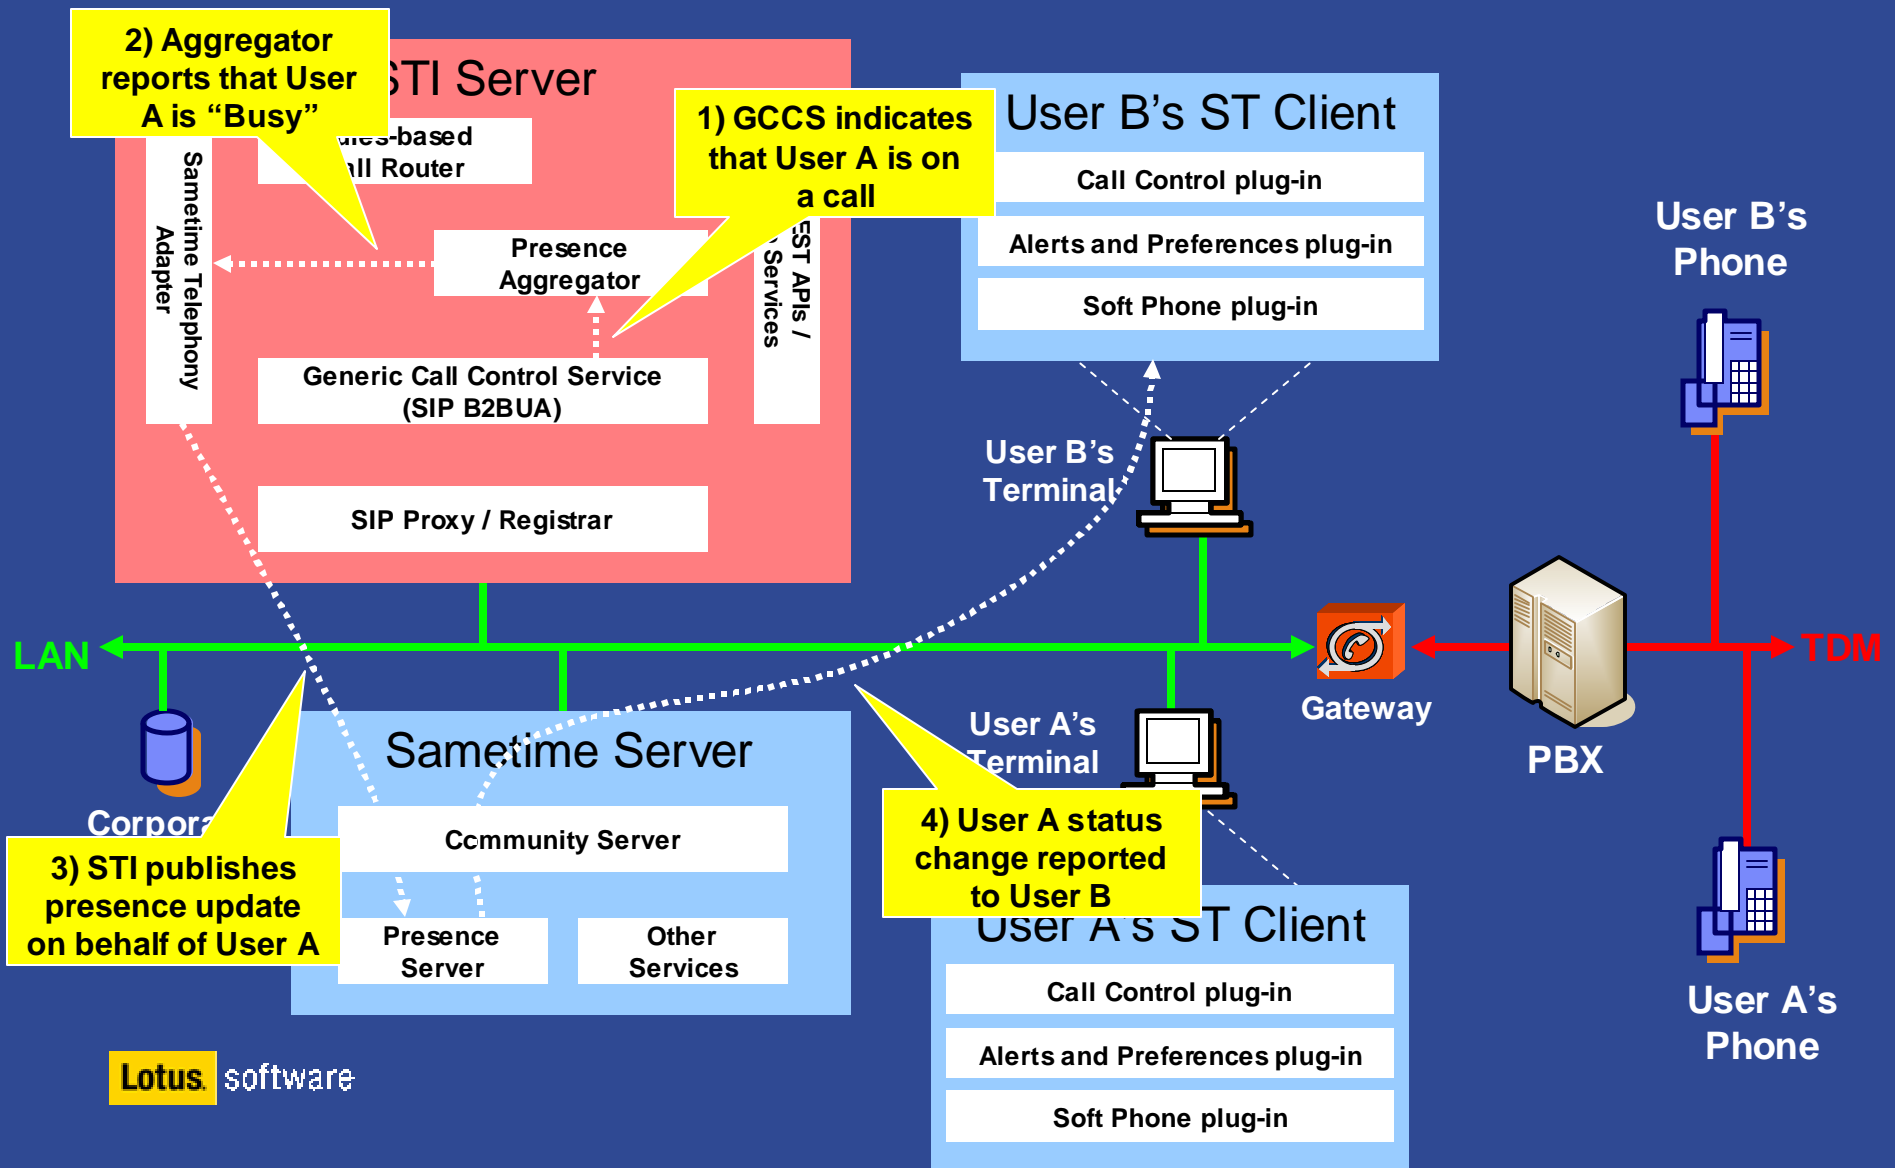 2) Aggregator
reports that User
A is “Busy”
STI Server
1) GCCS indicates
that User A is on
a call
User B’s ST Client
Call Control plug-in
Alerts and Preferences plug-in
Soft Phone plug-in
User B’s
Phone
-based
Router
Sametime Telephony
Adapter
Presence
Aggregator
APIs /
Services
Generic Call Control Service
(SIP B2BUA)
SIP Proxy / Registrar
User B’s
Terminal
LAN
TDM
Gateway
PBX
User A’s
Terminal
Sametime Server
Community Server
Presence
Server
Other
Services
3) STI publishes
presence update
on behalf of User A
4) User A status
change reported
to User B
User A’s ST Client
Call Control plug-in
Alerts and Preferences plug-in
Soft Phone plug-in
User A’s
Phone
Lotus. software